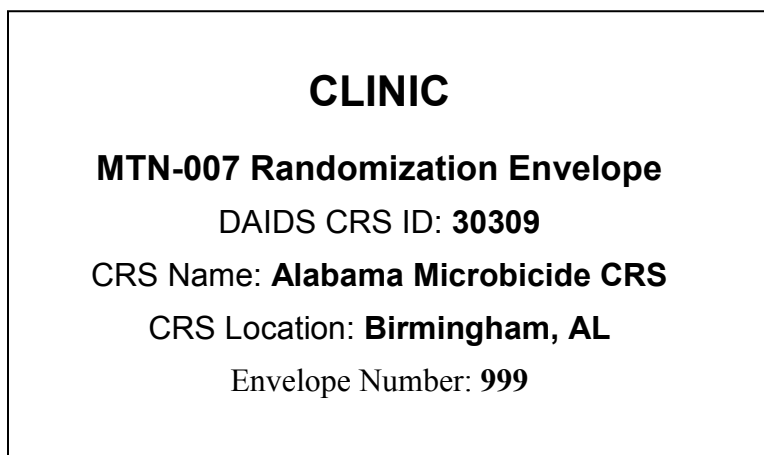 CLINIC
MTN-007 Randomization Envelope
DAIDS CRS ID: 30309
CRS Name: Alabama Microbicide CRS
CRS Location: Birmingham, AL
Envelope Number: 999